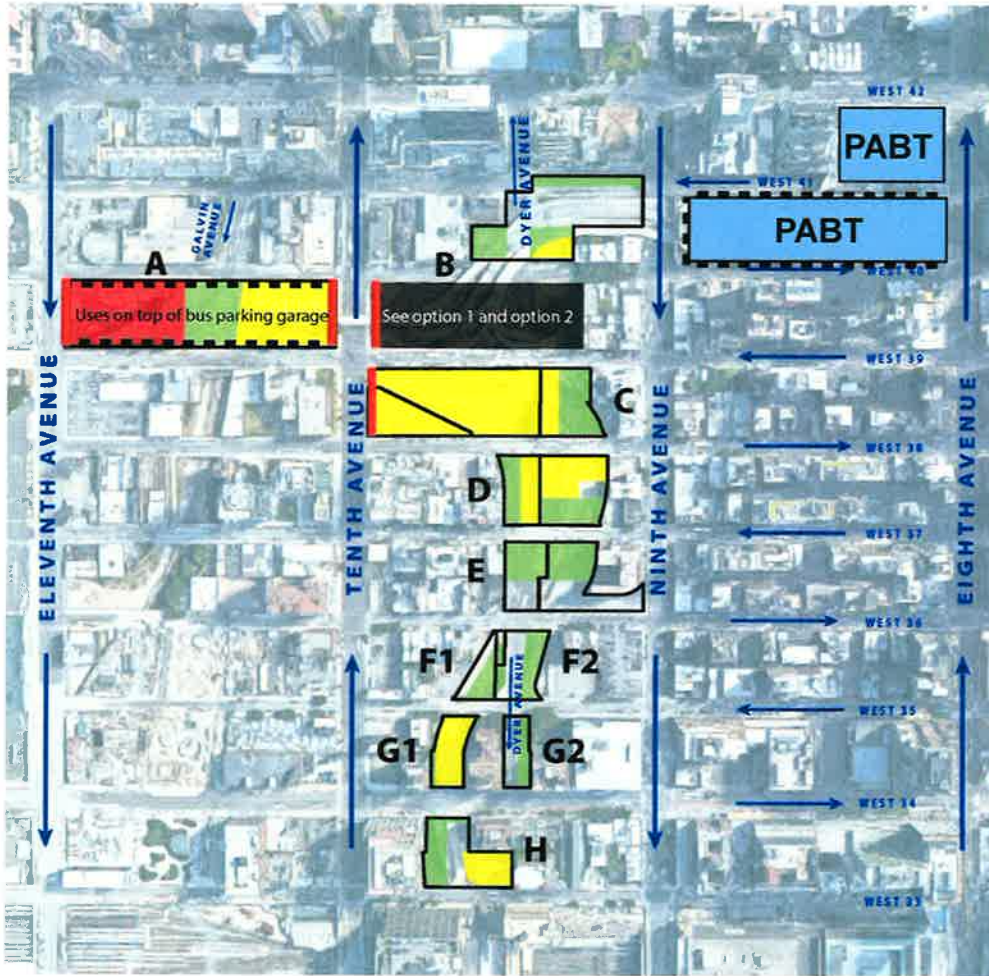 WEST 42
PABT
DYER AVENUE
WEST 41
GALVIN
AVENUE
PABT
A
B
WEST 40
Uses on top of bus parking garage
See option 1 and option 2
WEST 39
ELEVENTH AVENUE
TENTH AVENUE
NINTH AVENUE
EIGHTH AVENUE
C
WEST 38
D
WEST 37
E
WEST 36
F1
F2
DYER AVENUE
WEST 35
G1
G2
WEST 34
H
WEST 33